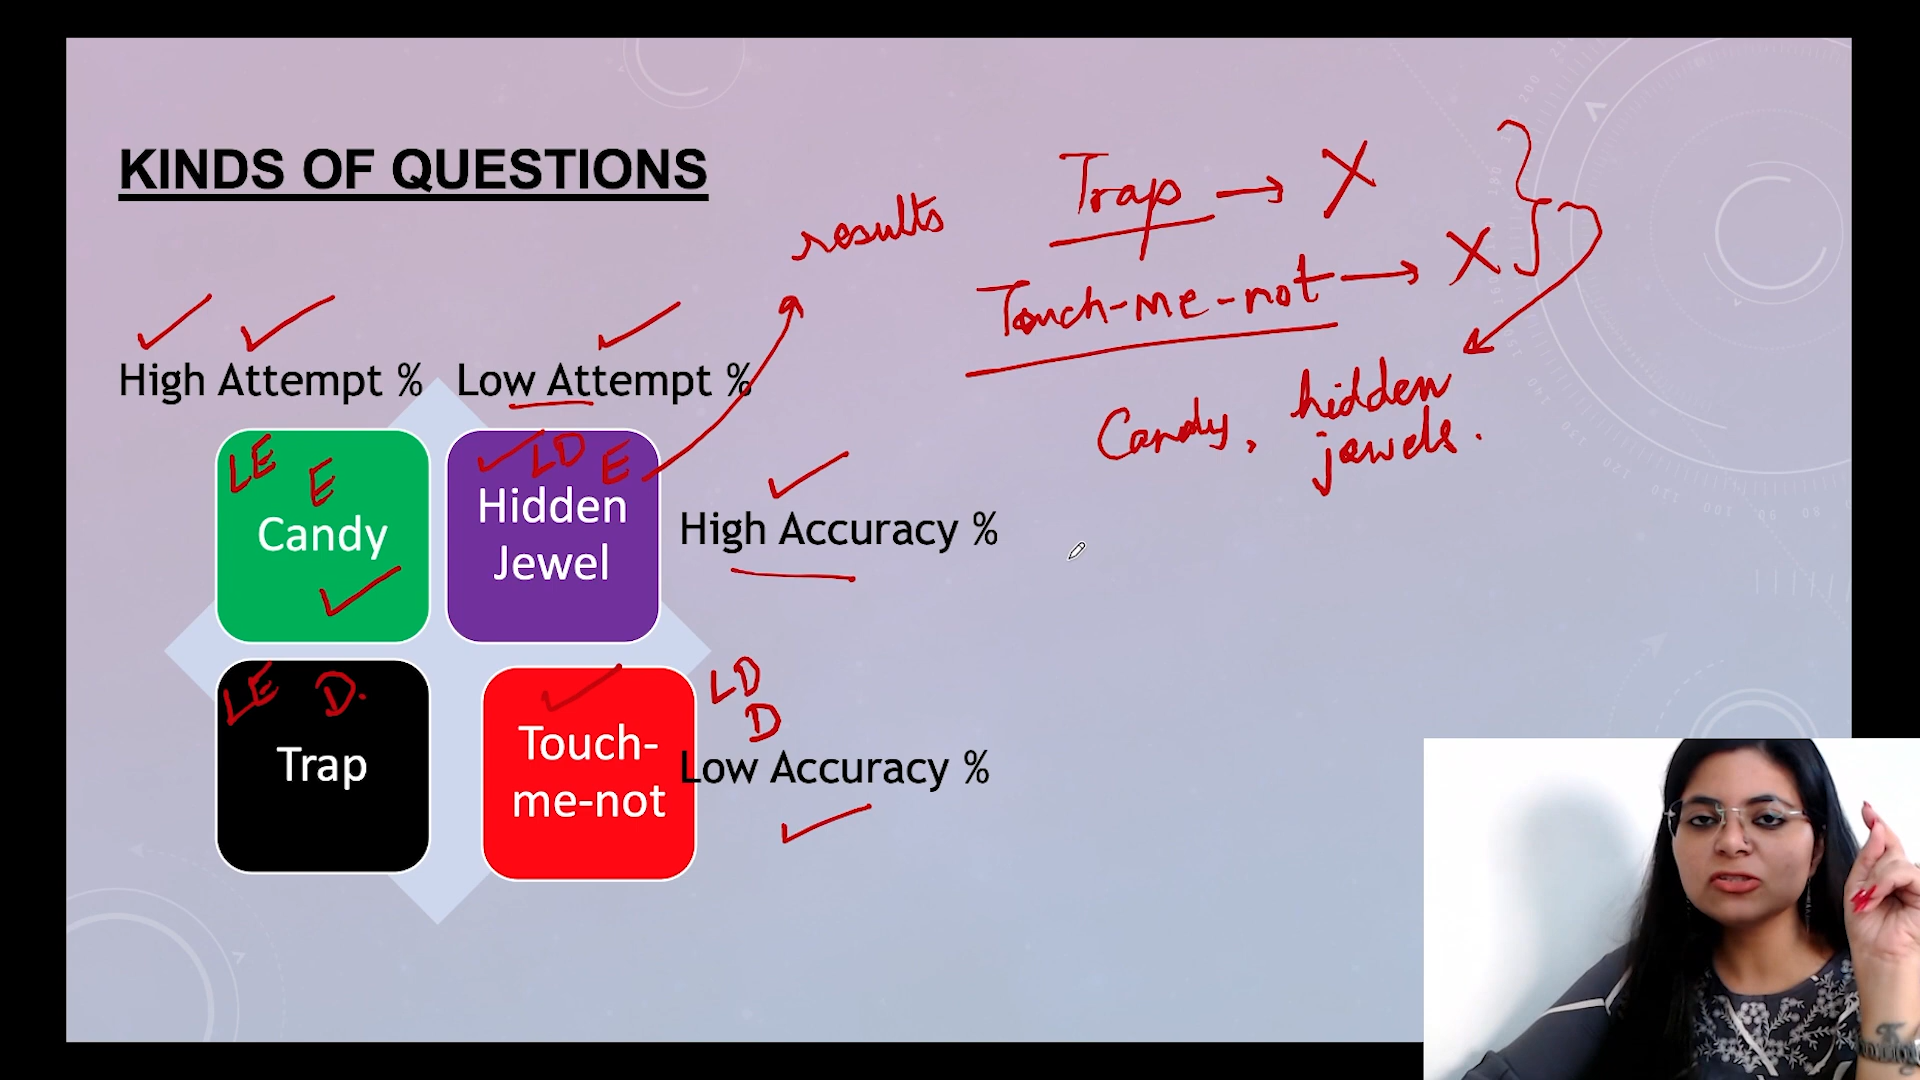 KINDS OF QUESTIONS
results
Trap → X
Touch-me-not → X
Candy, hidden
jewels.
High Attempt %
Low Attempt %
LE E
Candy
LD E
Hidden
Jewel
High Accuracy %
LE D.
Trap
Touch-
me-not
LD
D
Low Accuracy %